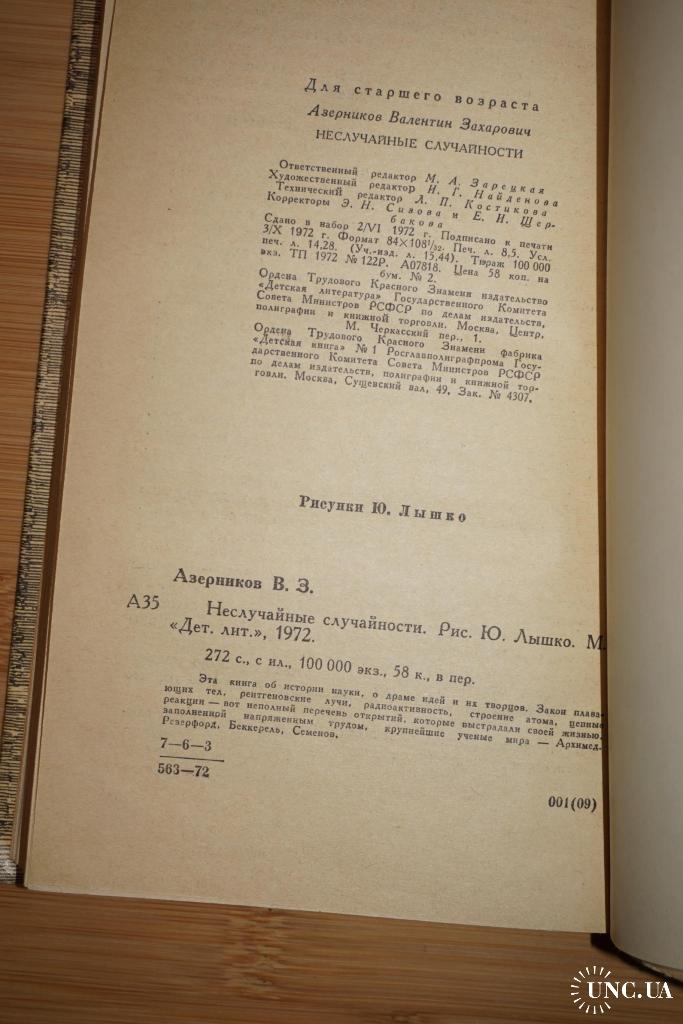 Для старшего возраста
Азерников Валентин Захарович
НЕСЛУЧАЙНЫЕ СЛУЧАЙНОСТИ
Ответственный редактор М. А. Зарецкая
Художественный редактор И. Г. Найденова
Технический редактор Л. П. Костикова
Корректоры Э. Н. Сизова и Е. И. Щер-
бакова
Сдано в набор 2/VI 1972 г. Подписано к печати
3/X 1972 г. Формат 84×108¹/₃₂. Печ. л. 8,5. Усл.
печ. л. 14,28. (Уч.-изд. л. 15,44). Тираж 100 000
экз. ТП 1972 № 122Р. А07818. Цена 58 коп. на
бум. № 2.
Ордена Трудового Красного Знамени издательство
«Детская литература» Государственного Комитета
Совета Министров РСФСР по делам издательств,
полиграфии и книжной торговли. Москва, Центр,
М. Черкасский пер., 1.
Ордена Трудового Красного Знамени фабрика
«Детская книга» № 1 Росглавполиграфпрома Госу-
дарственного Комитета Совета Министров РСФСР
по делам издательств, полиграфии и книжной тор-
говли. Москва, Сущевский вал, 49. Зак. № 4307.
Рисунки Ю. Лышко
Азерников В. З.
А35 Неслучайные случайности. Рис. Ю. Лышко. М.
«Дет. лит.», 1972.
272 с., с ил., 100 000 экз., 58 к., в пер.
Эта книга об истории науки, о драме идей и их творцов. Закон плава-
ющих тел, рентгеновские лучи, радиоактивность, строение атома, цепные
реакции — вот неполный перечень открытий, которые выстрадали своей жизнью,
заполненной напряженным трудом, крупнейшие ученые мира — Архимед,
Резерфорд, Беккерель, Семенов.
7—6—3
563—72
001(09)
UNC.UA